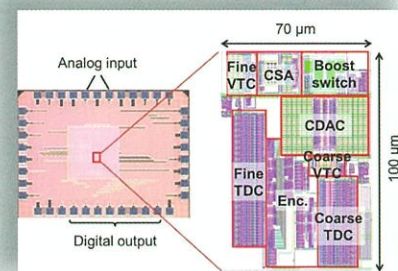 70 µm
Analog input
Fine VTC
CSA
Boost switch
CDAC
Coarse VTC
100 µm
Fine TDC
Enc.
Coarse TDC
Digital output